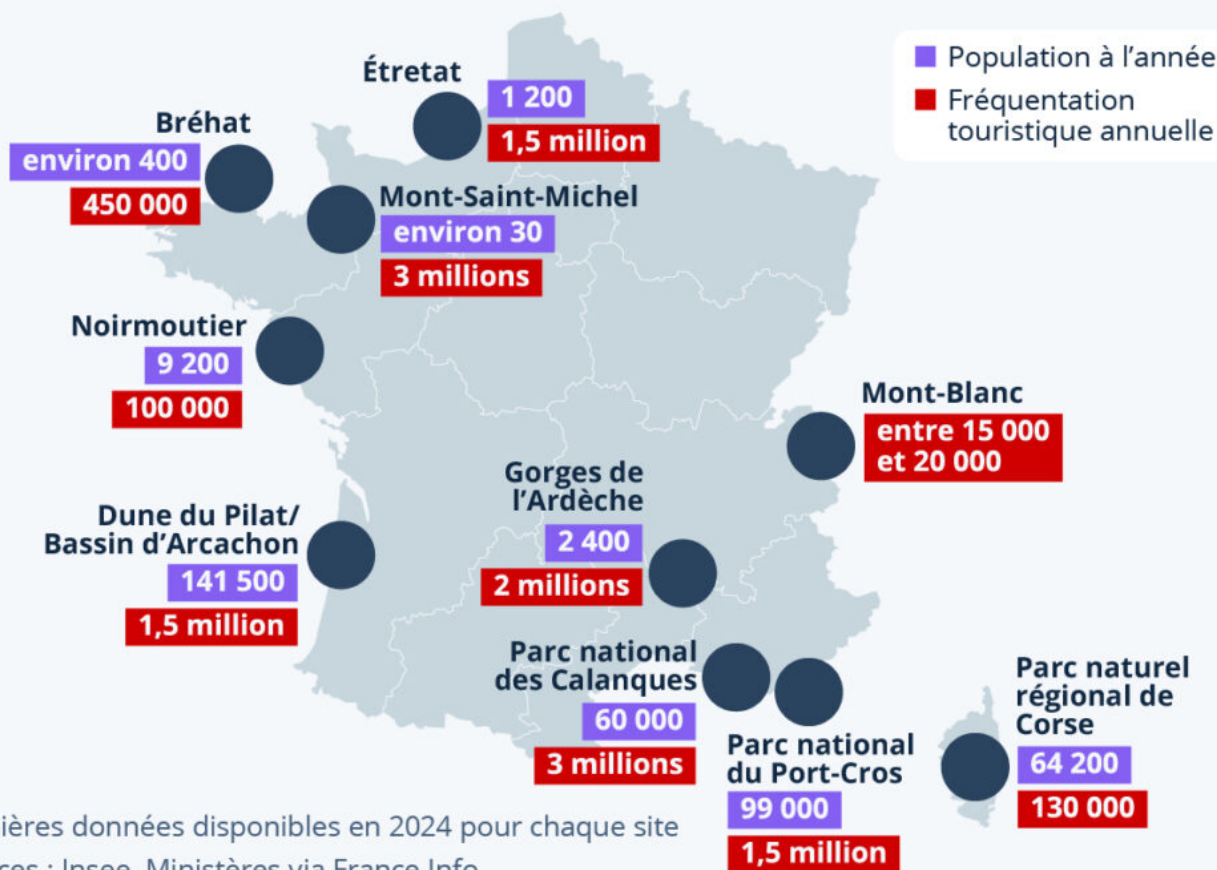 Population à l'année
Fréquentation
touristique annuelle
Étretat
1 200
1,5 million
Bréhat
environ 400
450 000
Mont-Saint-Michel
environ 30
3 millions
Noirmoutier
9 200
100 000
Mont-Blanc
entre 15 000
et 20 000
Gorges de
l'Ardèche
2 400
2 millions
Dune du Pilat/
Bassin d'Arcachon
141 500
1,5 million
Parc national
des Calanques
60 000
3 millions
Parc national
du Port-Cros
99 000
1,5 million
Parc naturel
régional de
Corse
64 200
130 000
données disponibles en 2024 pour chaque site
: Insee, Ministères via France Info